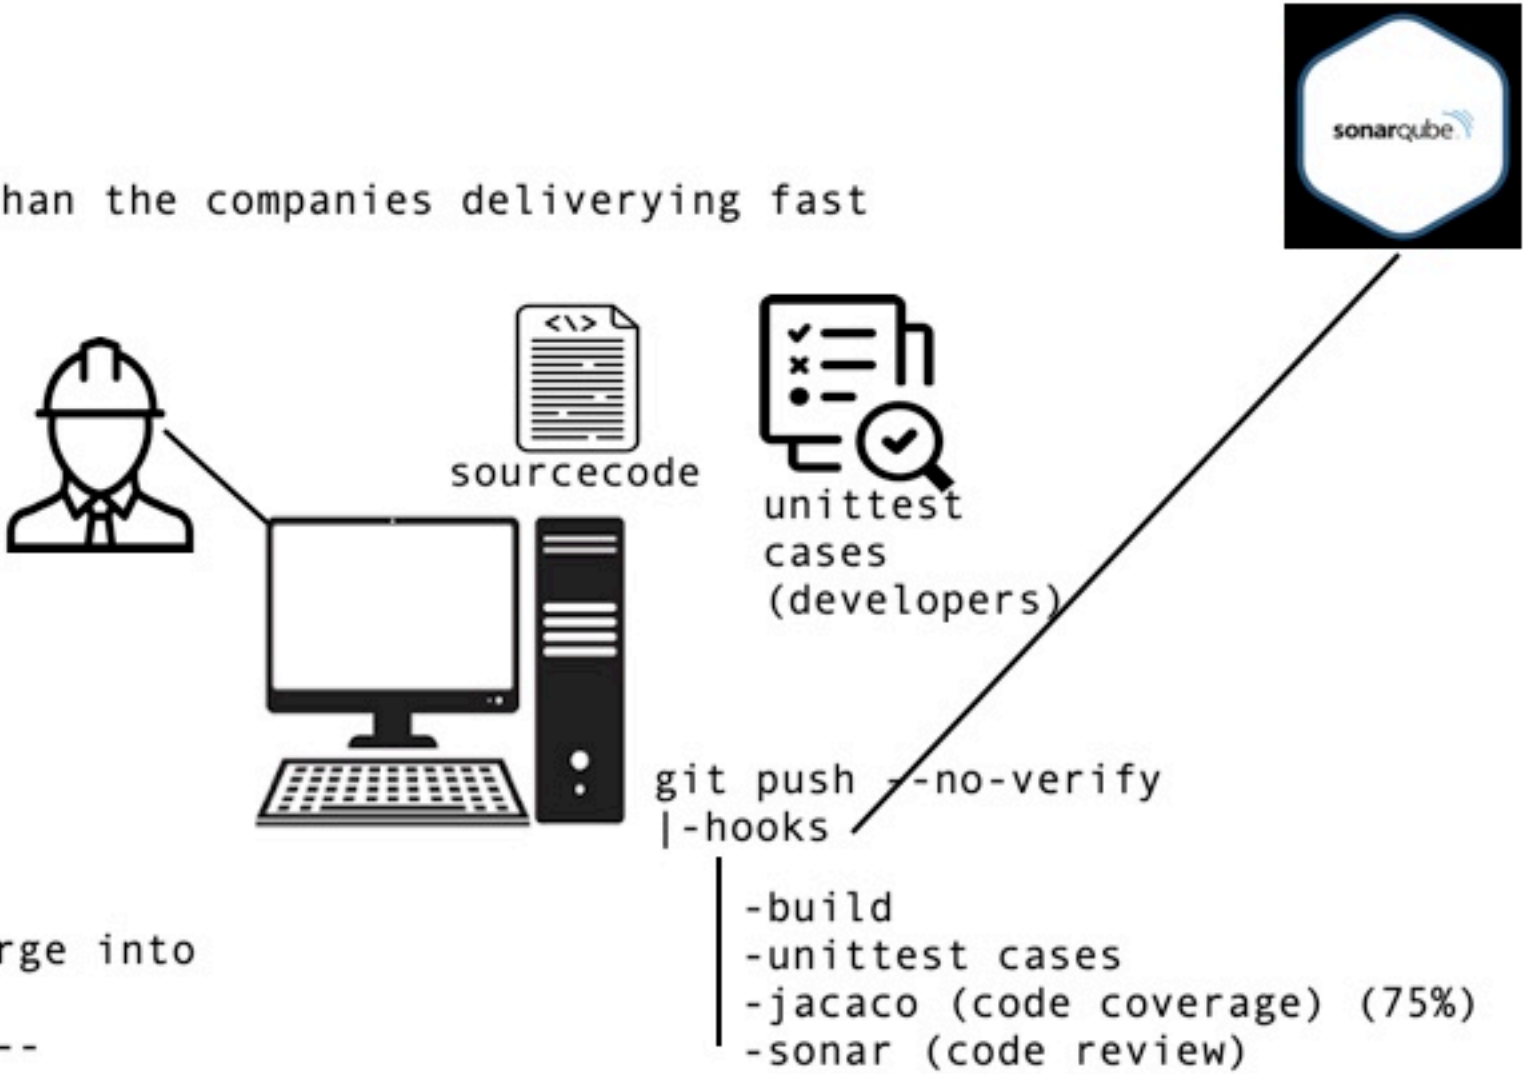 sonarqube
han the companies deliverying fast
<\>
sourcecode
unittest
cases
(developers)
git push --no-verify
|-hooks
-build
rge into
-unittest cases
-jacaco (code coverage) (75%)
--
-sonar (code review)